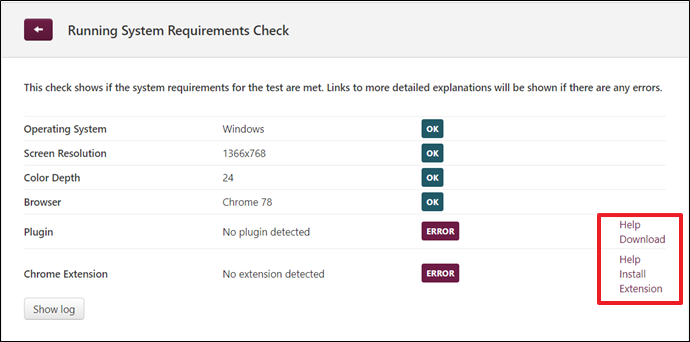 Running System Requirements Check
This check shows if the system requirements for the test are met. Links to more detailed explanations will be shown if there are any errors.
Operating System Windows OK
Screen Resolution 1366x768 OK
Color Depth 24 OK
Browser Chrome 78 OK
Plugin No plugin detected ERROR Help
Download
Chrome Extension No extension detected ERROR Help
Install
Extension
Show log